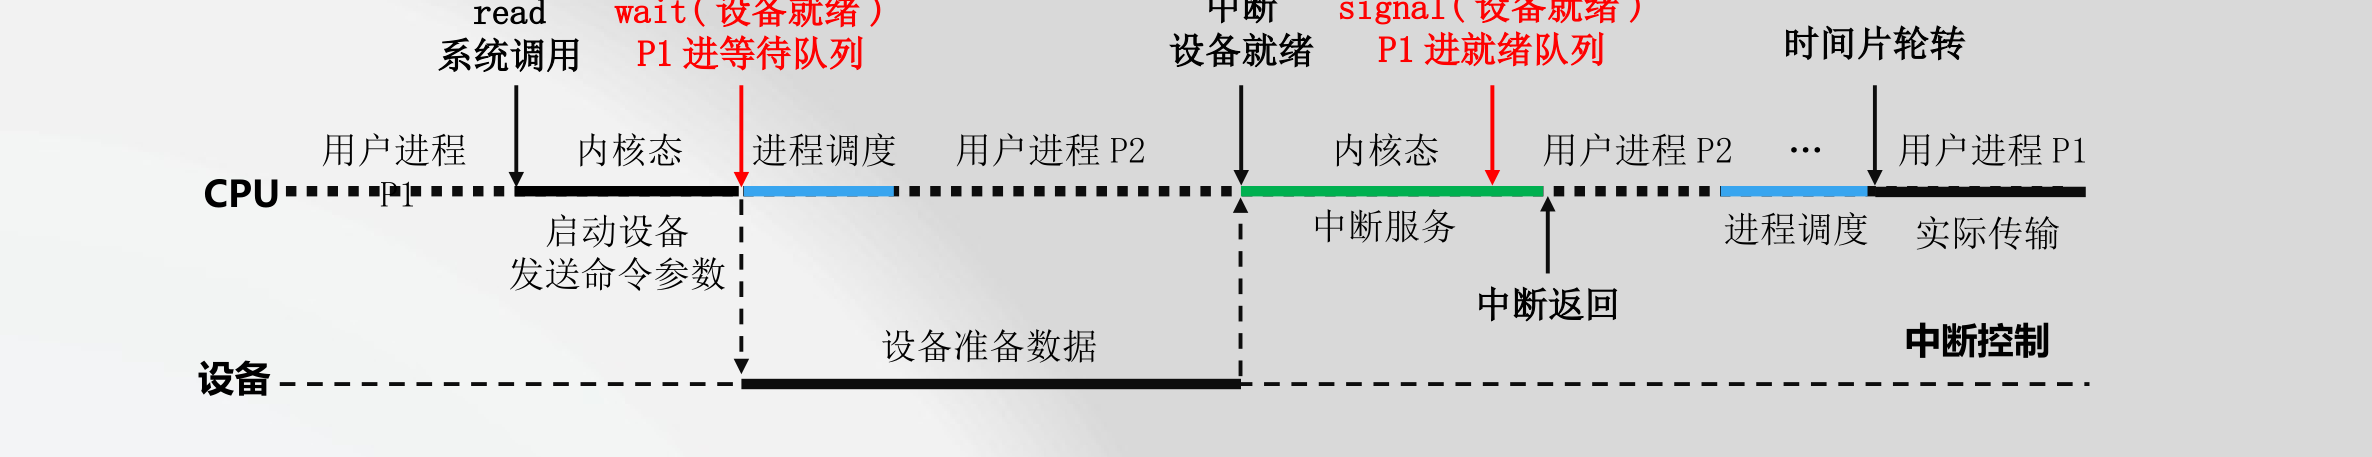 read
系统调用
wait(设备就绪)
P1 进等待队列
中断
设备就绪
signal(设备就绪)
P1 进就绪队列
时间片轮转
用户进程
P1
内核态
进程调度
用户进程 P2
内核态
用户进程 P2
…
用户进程 P1
CPU
启动设备
发送命令参数
中断服务
进程调度
实际传输
中断返回
设备准备数据
中断控制
设备